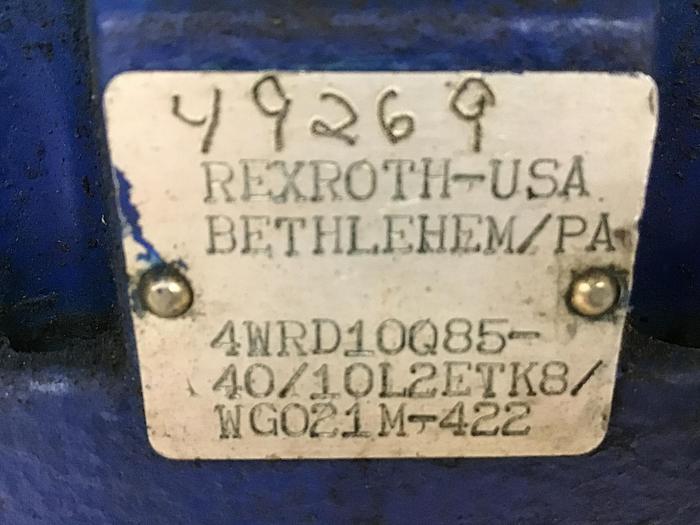 49269
REXROTH-USA
BETHLEHEM/PA
4WRD10Q85-
40/10L2ETK8/
WG021M-422